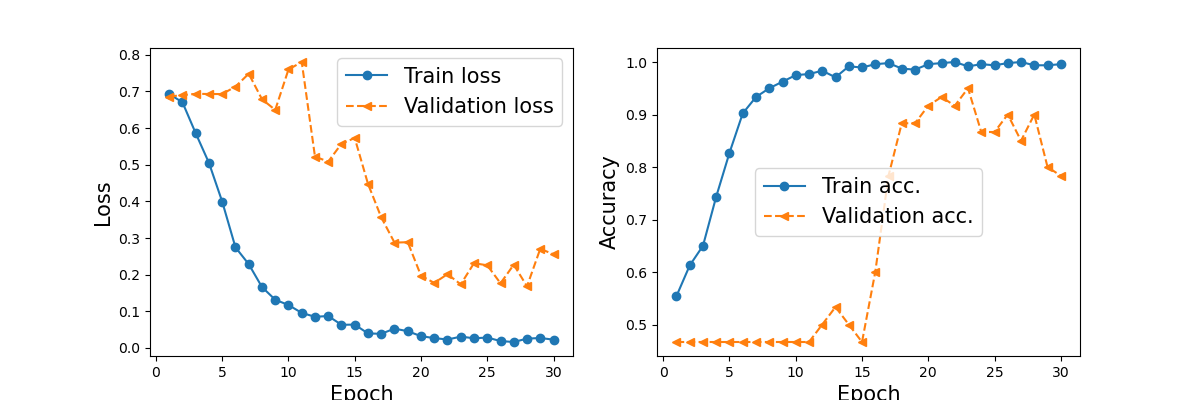 Train loss
Validation loss
Loss
0.8
0.7
0.6
0.5
0.4
0.3
0.2
0.1
0.0
0 5 10 15 20 25 30
Epoch
Train acc.
Validation acc.
Accuracy
1.0
0.9
0.8
0.7
0.6
0.5
0 5 10 15 20 25 30
Epoch